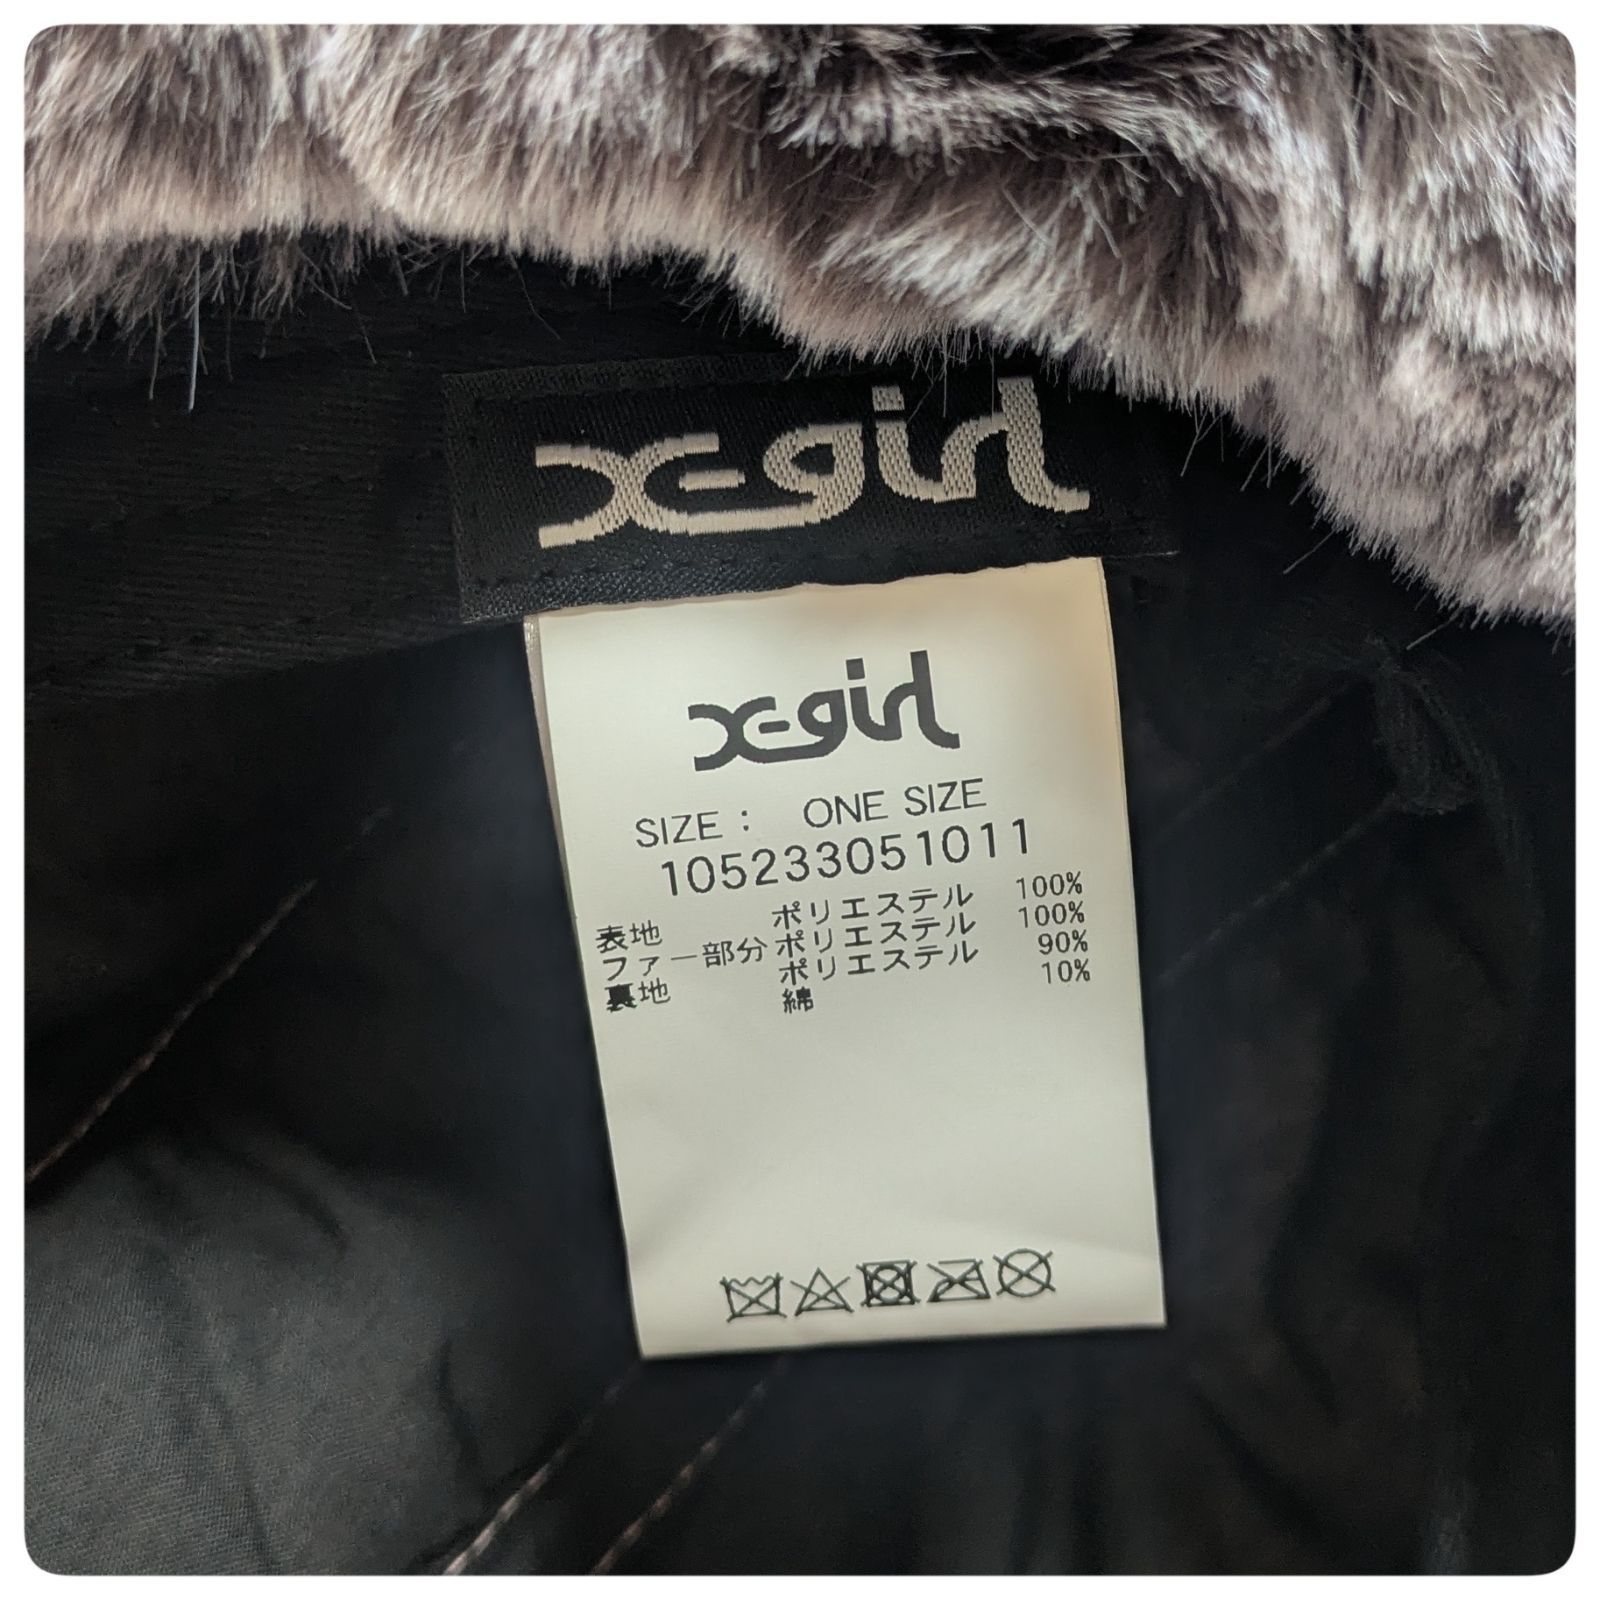 X-girl
X-girl
SIZE : ONE SIZE
105233051011
表地 ポリエステル 100%
ファー部分 ポリエステル 100%
裏地 ポリエステル 90%
綿 10%